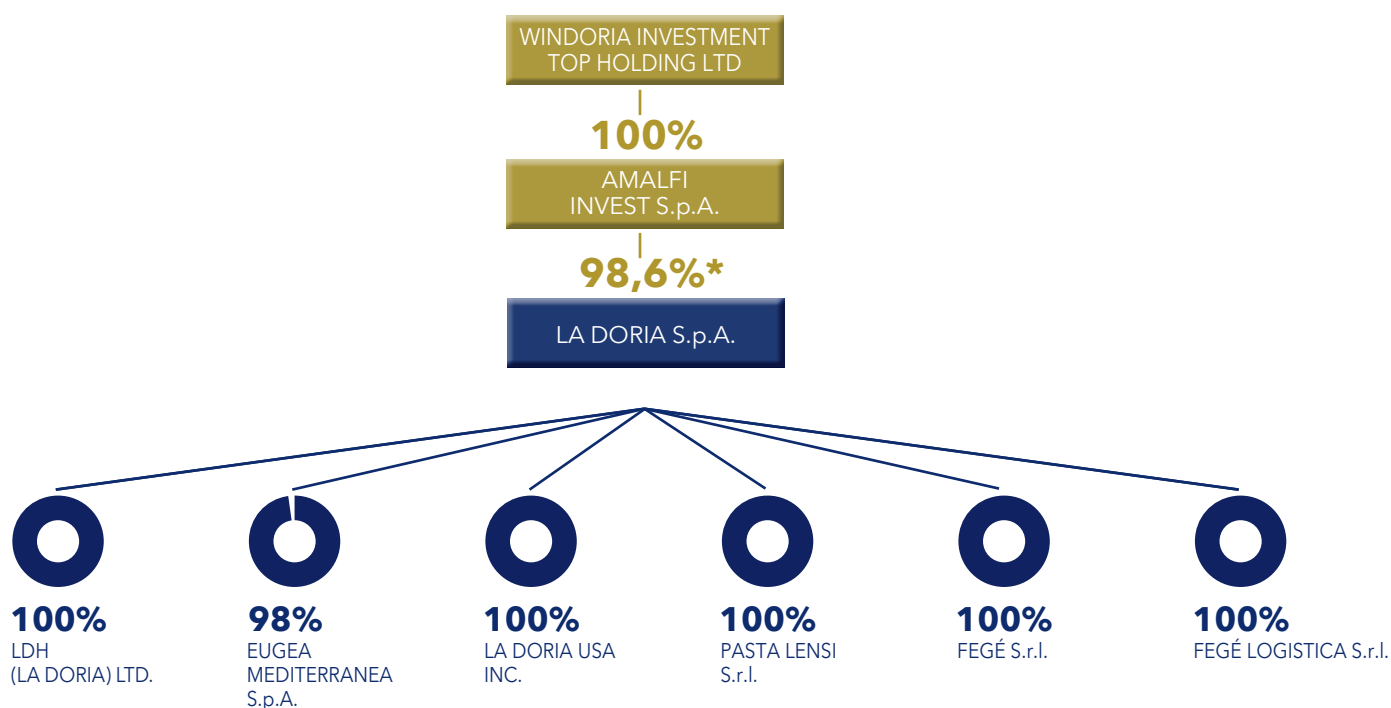 WINDORIA INVESTMENT
TOP HOLDING LTD
100%
AMALFI
INVEST S.p.A.
98,6%*
LA DORIA S.p.A.
100%
LDH
(LA DORIA) LTD.
98%
EUGEA
MEDITERRANEA
S.p.A.
100%
LA DORIA USA
INC.
100%
PASTA LENSI
S.r.l.
100%
FEGÉ S.r.l.
100%
FEGÉ LOGISTICA S.r.l.